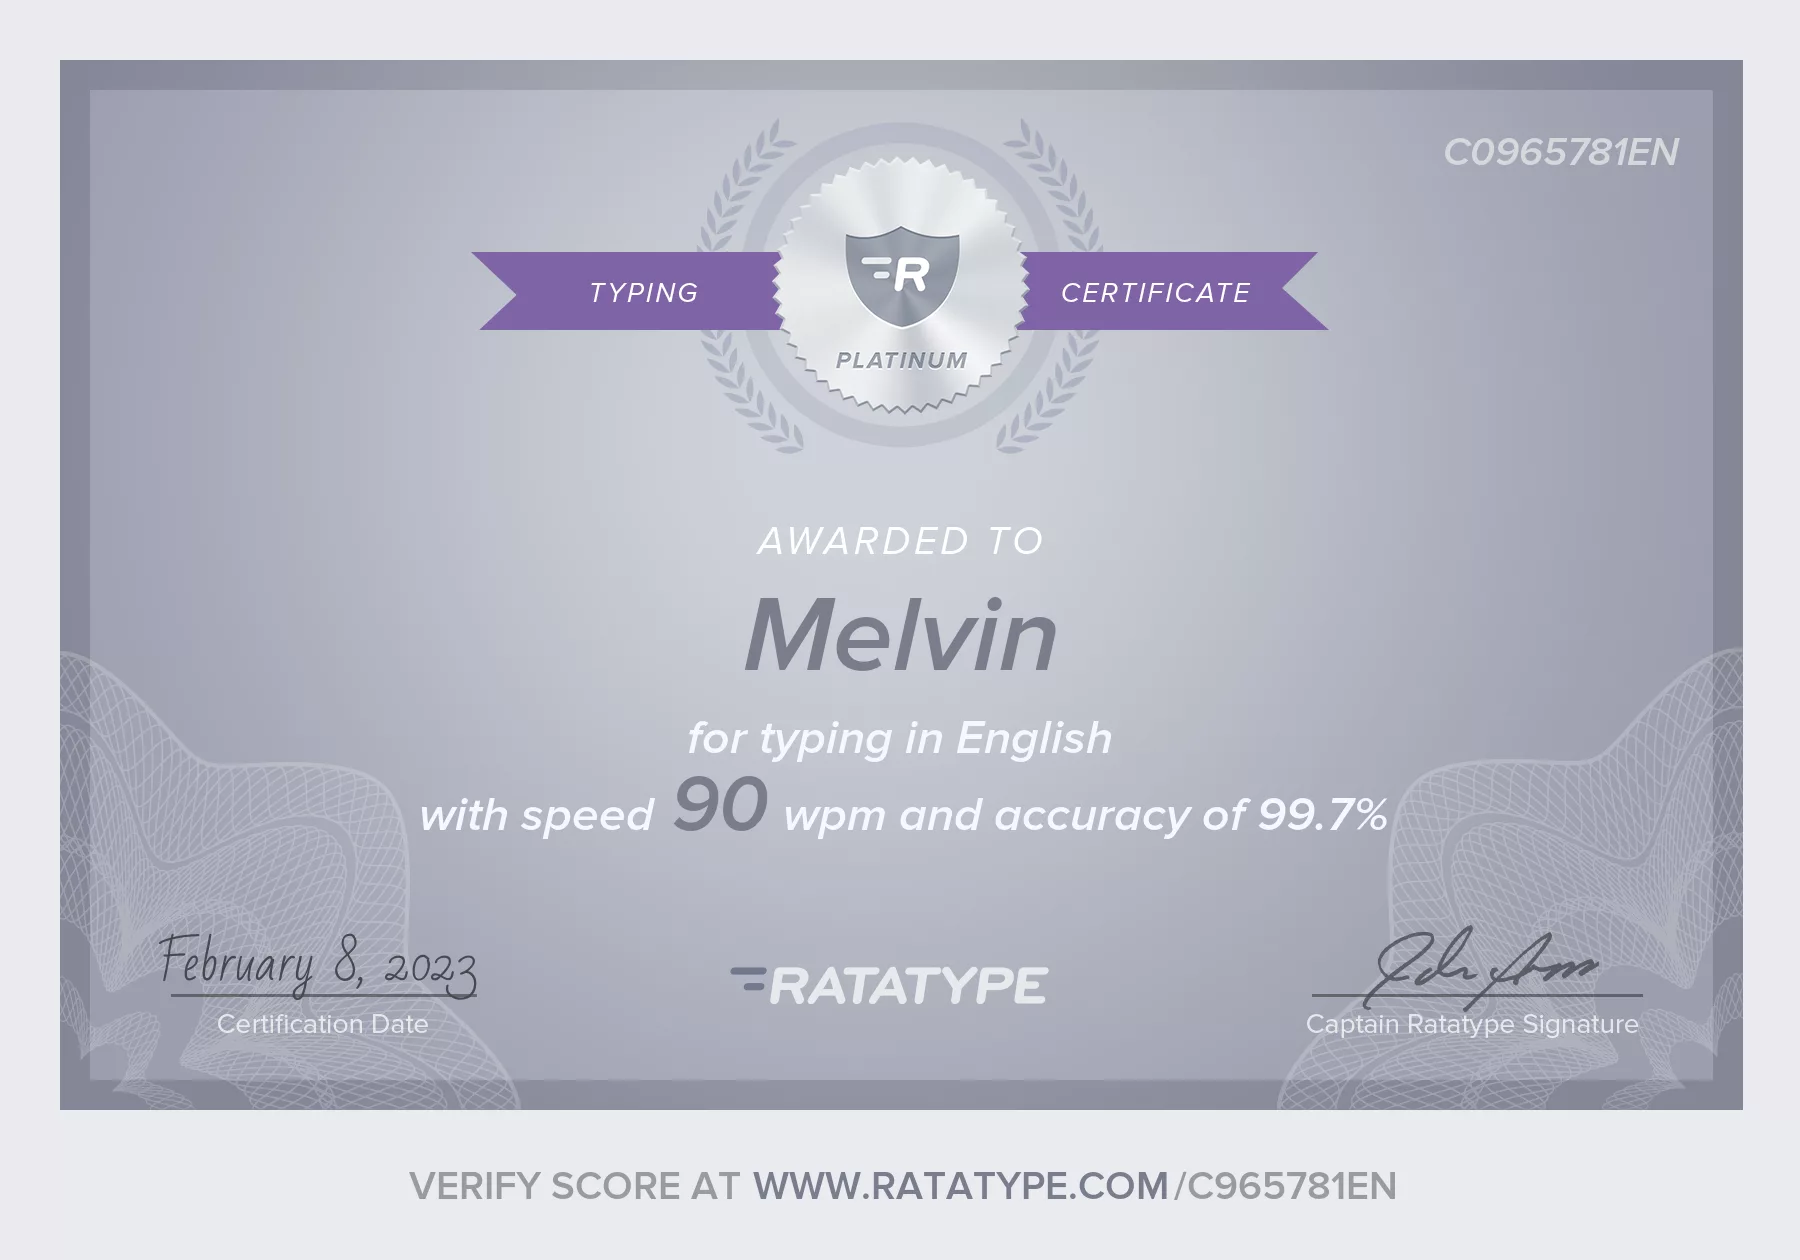 C0965781EN
TYPING
CERTIFICATE
R
PLATINUM
AWARDED TO
Melvin
for typing in English
with speed 90 wpm and accuracy of 99.7%
February 8, 2023
Certification Date
RATATYPE
Captain Ratatype Signature
VERIFY SCORE AT WWW.RATATYPE.COM/C965781EN